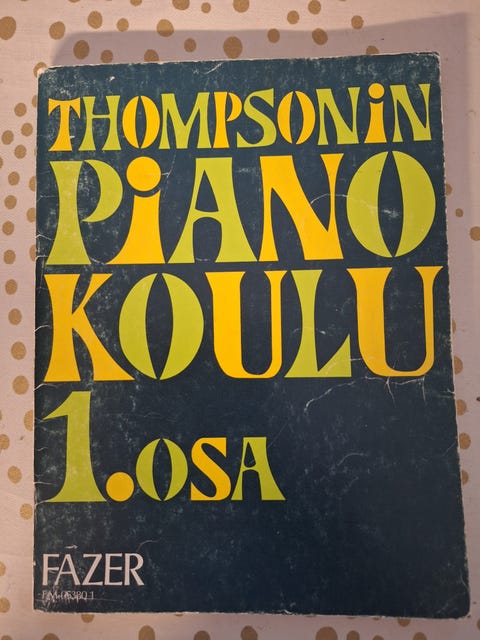 THOMPSONiN
PiANO
KOULU
1.OSA
FAZER